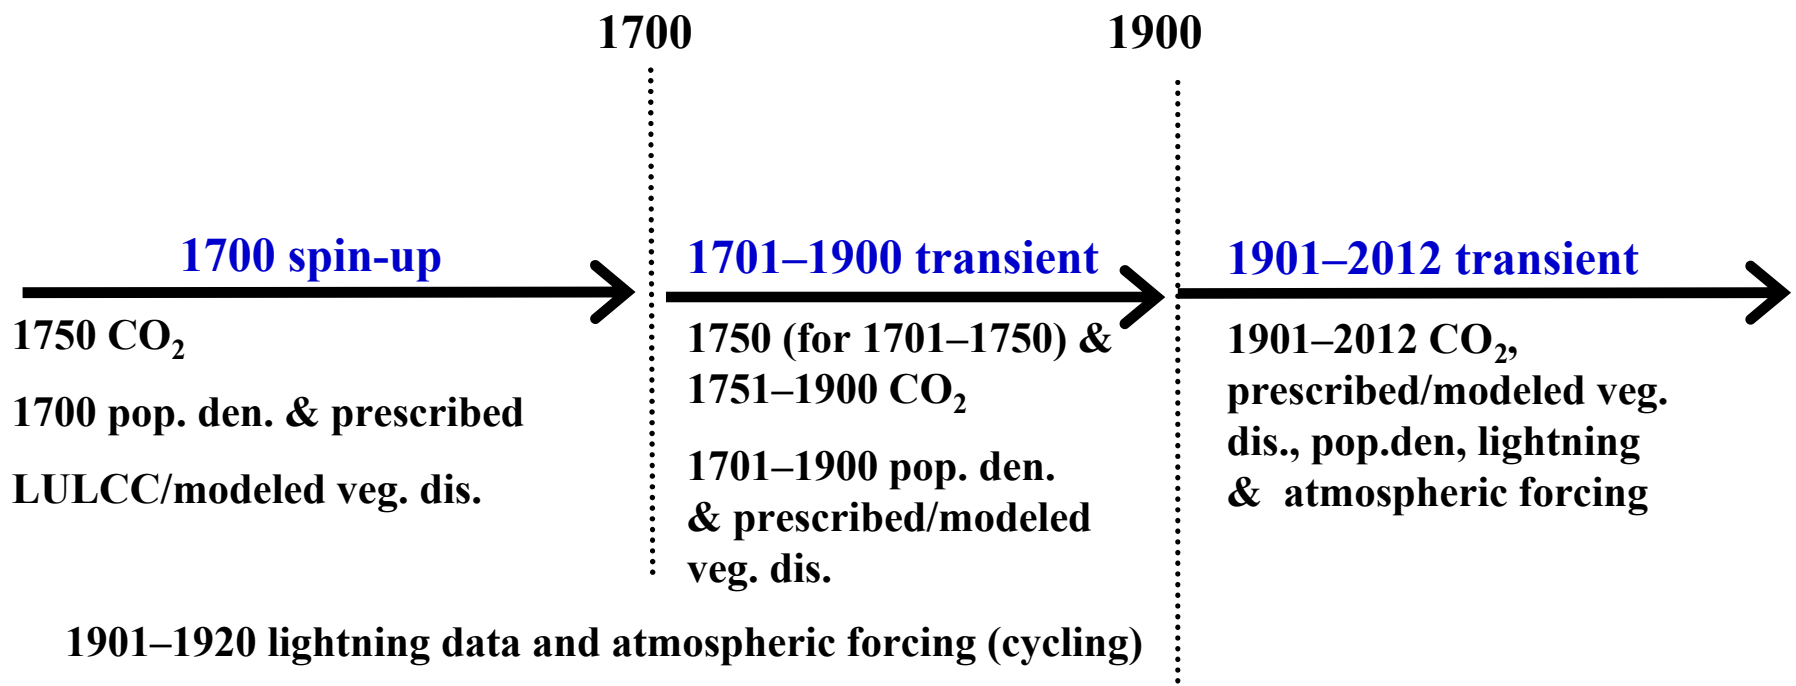 1700
1900
1700 spin-up
1701–1900 transient
1901–2012 transient
1750 CO₂
1700 pop. den. & prescribed
LULCC/modeled veg. dis.
1750 (for 1701–1750) &
1751–1900 CO₂
1701–1900 pop. den.
& prescribed/modeled
veg. dis.
1901–2012 CO₂,
prescribed/modeled veg.
dis., pop.den, lightning
& atmospheric forcing
1901–1920 lightning data and atmospheric forcing (cycling)